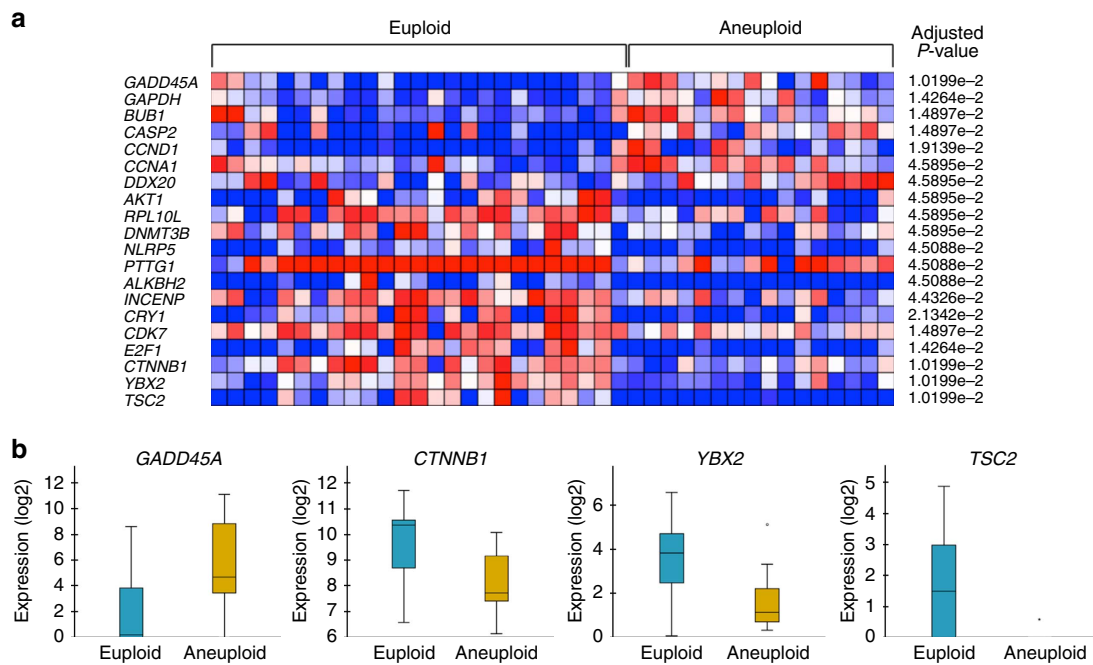 a
Euploid Aneuploid Adjusted
P-value
GADD45A 1.0199e–2
GAPDH 1.4264e–2
BUB1 1.4897e–2
CASP2 1.4897e–2
CCND1 1.9139e–2
CCNA1 4.5895e–2
DDX20 4.5895e–2
AKT1 4.5895e–2
RPL10L 4.5895e–2
DNMT3B 4.5895e–2
NLRP5 4.5088e–2
PTTG1 4.5088e–2
ALKBH2 4.5088e–2
INCENP 4.4326e–2
CRY1 2.1342e–2
CDK7 1.4897e–2
E2F1 1.4264e–2
CTNNB1 1.0199e–2
YBX2 1.0199e–2
TSC2 1.0199e–2
b
GADD45A
Expression (log2)
12
10
8
6
4
2
0
Euploid Aneuploid
CTNNB1
Expression (log2)
12
11
10
9
8
7
6
Euploid Aneuploid
YBX2
Expression (log2)
6
4
2
0
Euploid Aneuploid
TSC2
Expression (log2)
5
4
3
2
1
0
Euploid Aneuploid